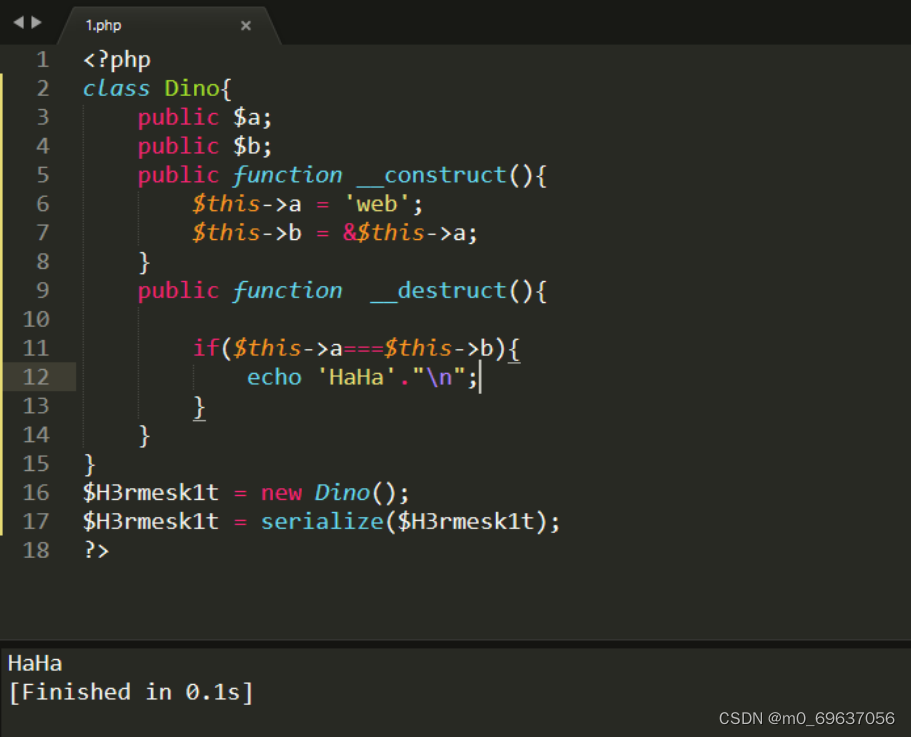 1.php ×
1 <?php
2 class Dino{
3     public $a;
4     public $b;
5     public function __construct(){
6         $this->a = 'web';
7         $this->b = &$this->a;
8     }
9     public function  __destruct(){
10
11         if($this->a===$this->b){
12             echo 'HaHa'."\n";
13         }
14     }
15 }
16 $H3rmesk1t = new Dino();
17 $H3rmesk1t = serialize($H3rmesk1t);
18 ?>
HaHa
[Finished in 0.1s]
CSDN @m0_69637056